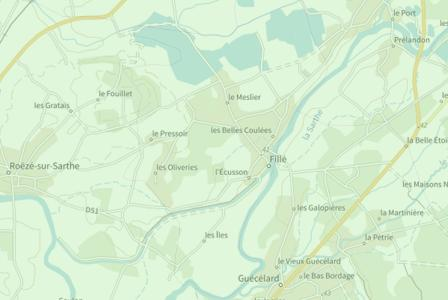 le Port
Prélandon
le Fouillet
les Gratais
le Meslier
la Sarthe
le Pressoir
les Belles Coulées
42
la Belle
41
Fillé
Roëzé-sur-Sarthe
les Oliveries
l'Écusson
les Maisons
D51
les Galopières
la Martinière
les Îles
la Pétrie
le Vieux Guécélard
Guécélard
le Bas Bordage